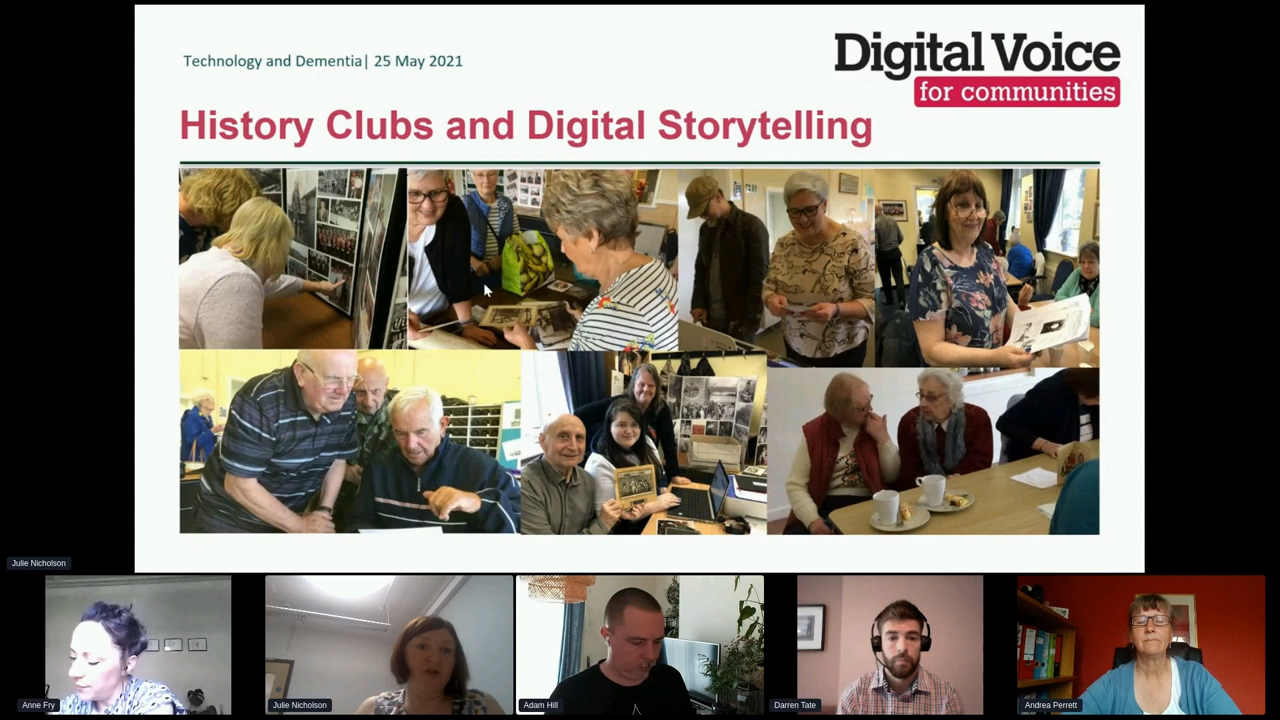 Technology and Dementia| 25 May 2021
Digital Voice
for communities
History Clubs and Digital Storytelling
Julie Nicholson
Anne Fry
Julie Nicholson
Adam Hill
Darren Tate
Andrea Perrett